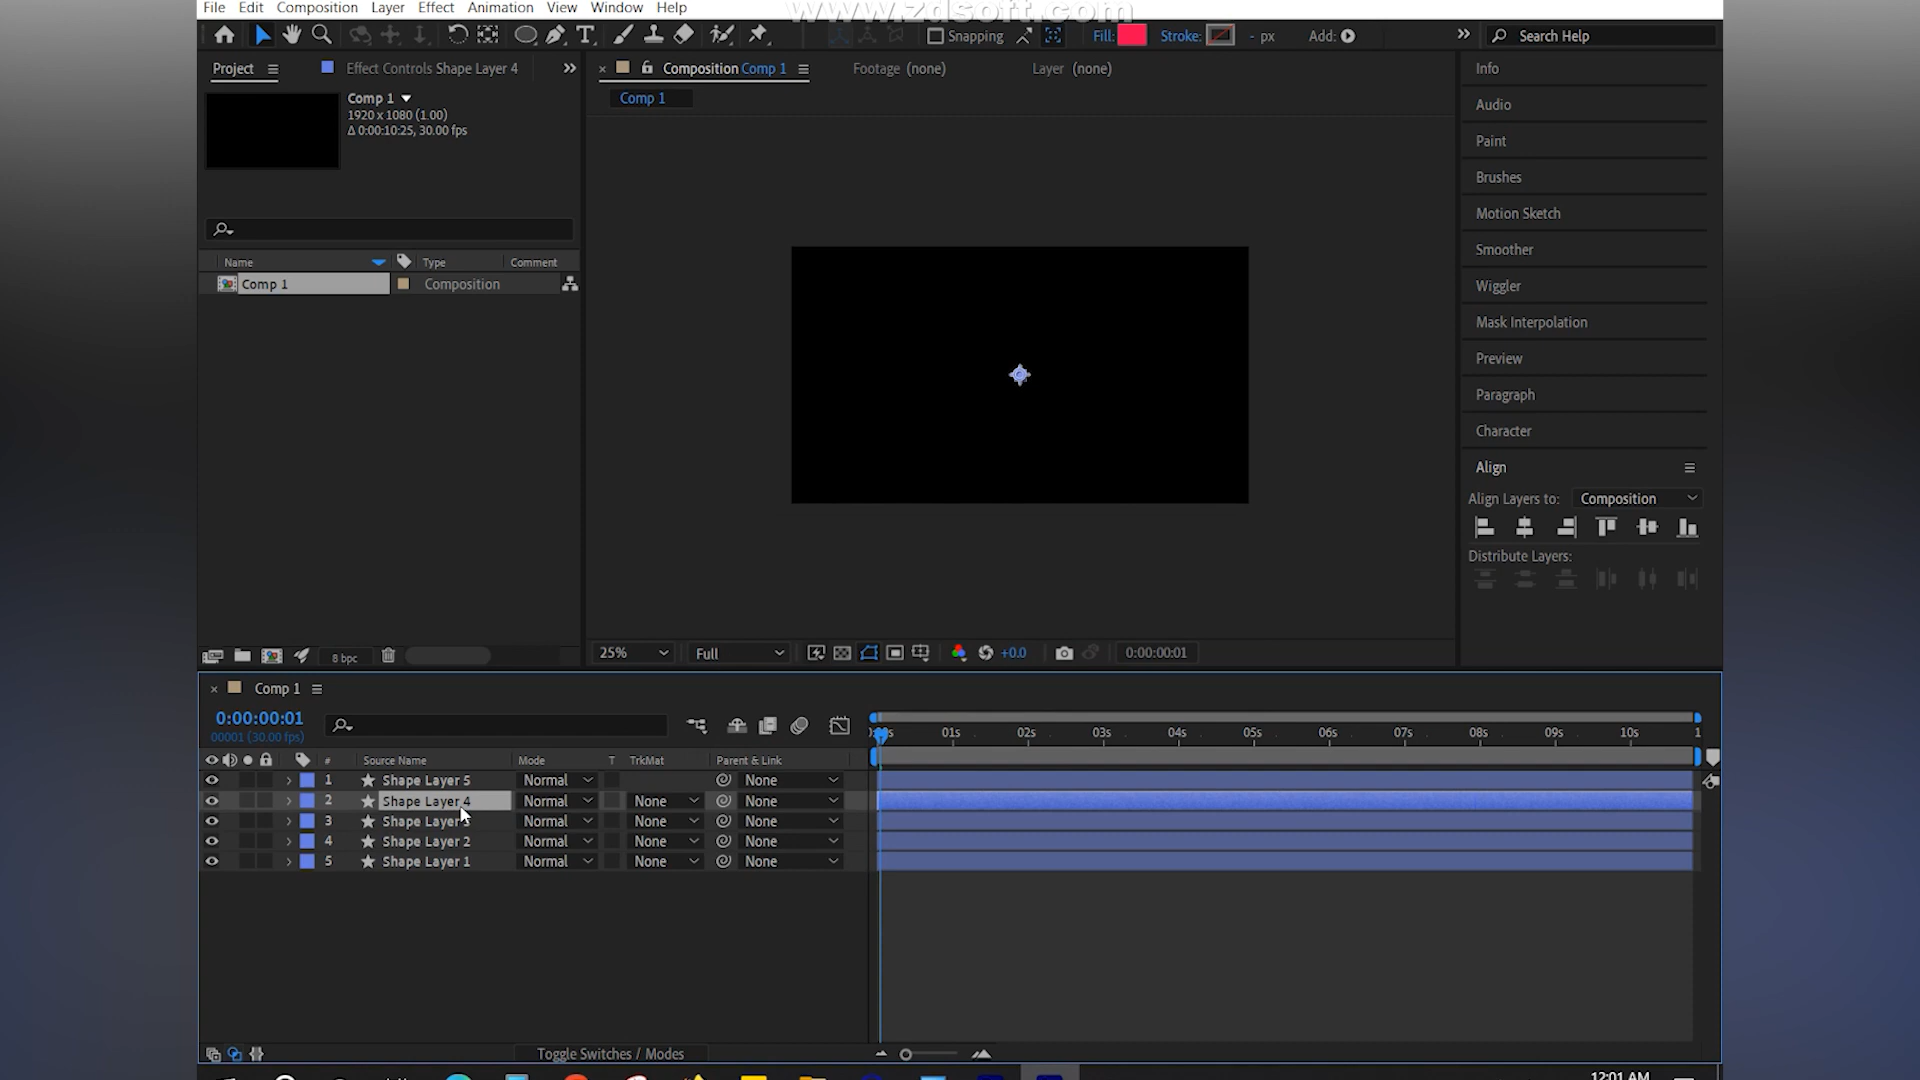 www.zdsoft.com
File Edit Composition Layer Effect Animation View Window Help
Snapping Fill: Stroke: - px Add: Search Help
Project Effect Controls Shape Layer 4
Composition Comp 1 Footage (none) Layer (none)
Comp 1
Comp 1
1920 x 1080 (1.00)
Δ 0:00:10:25, 30.00 fps
Name Type Comment
Comp 1 Composition
8 bpc
25% Full +0.0 0:00:00:01
Info
Audio
Paint
Brushes
Motion Sketch
Smoother
Wiggler
Mask Interpolation
Preview
Paragraph
Character
Align
Align Layers to: Composition
Distribute Layers:
Comp 1
0:00:00:01
00001 (30.00 fps)
01s 02s 03s 04s 05s 06s 07s 08s 09s 10s 1
# Source Name Mode T TrkMat Parent & Link
1 Shape Layer 5 Normal None
2 Shape Layer 4 Normal None None
3 Shape Layer Normal None None
4 Shape Layer 2 Normal None None
5 Shape Layer 1 Normal None None
Toggle Switches / Modes
12:01 AM